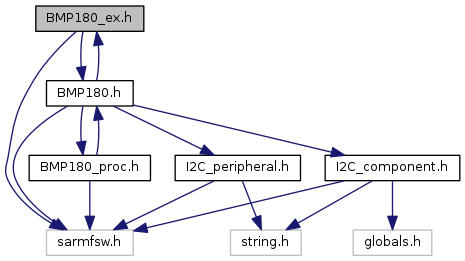 BMP180_ex.h
BMP180.h
BMP180_proc.h
I2C_peripheral.h
I2C_component.h
sarmfsw.h
string.h
globals.h